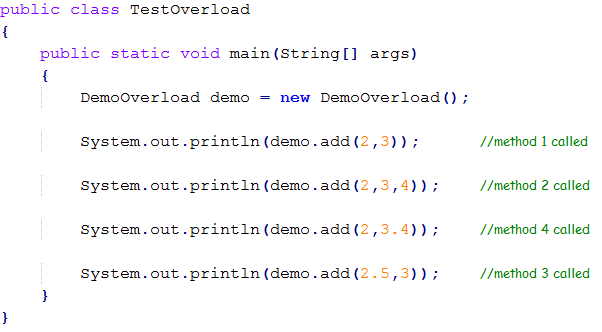 public class TestOverload
{
public static void main(String[] args)
{
DemoOverload demo = new DemoOverload();
System.out.println(demo.add(2,3)); //method 1 called
System.out.println(demo.add(2,3,4)); //method 2 called
System.out.println(demo.add(2,3.4)); //method 4 called
System.out.println(demo.add(2.5,3)); //method 3 called
}
}